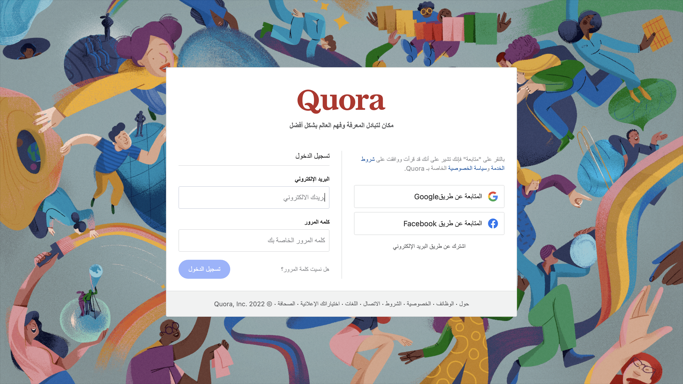 Quora
مكان لتبادل المعرفة وفهم العالم بشكل أفضل
بالنقر على "متابعة" فإنك تشير على أنك قد قرأت ووافقت على شروط
الخدمة وسياسة الخصوصية الخاصة بـ Quora.
المتابعة عن طريقGoogle
المتابعة عن طريق Facebook
اشترك عن طريق البريد الإلكتروني
تسجيل الدخول
البريد الإلكتروني
بريدك الالكتروني
كلمه المرور
كلمه المرور الخاصة بك
هل نسيت كلمة المرور؟
تسجيل الدخول
حول · الوظائف · الخصوصية · الشروط · الاتصال · اللغات · اختياراتك الإعلانية · الصحافة · © Quora, Inc. 2022